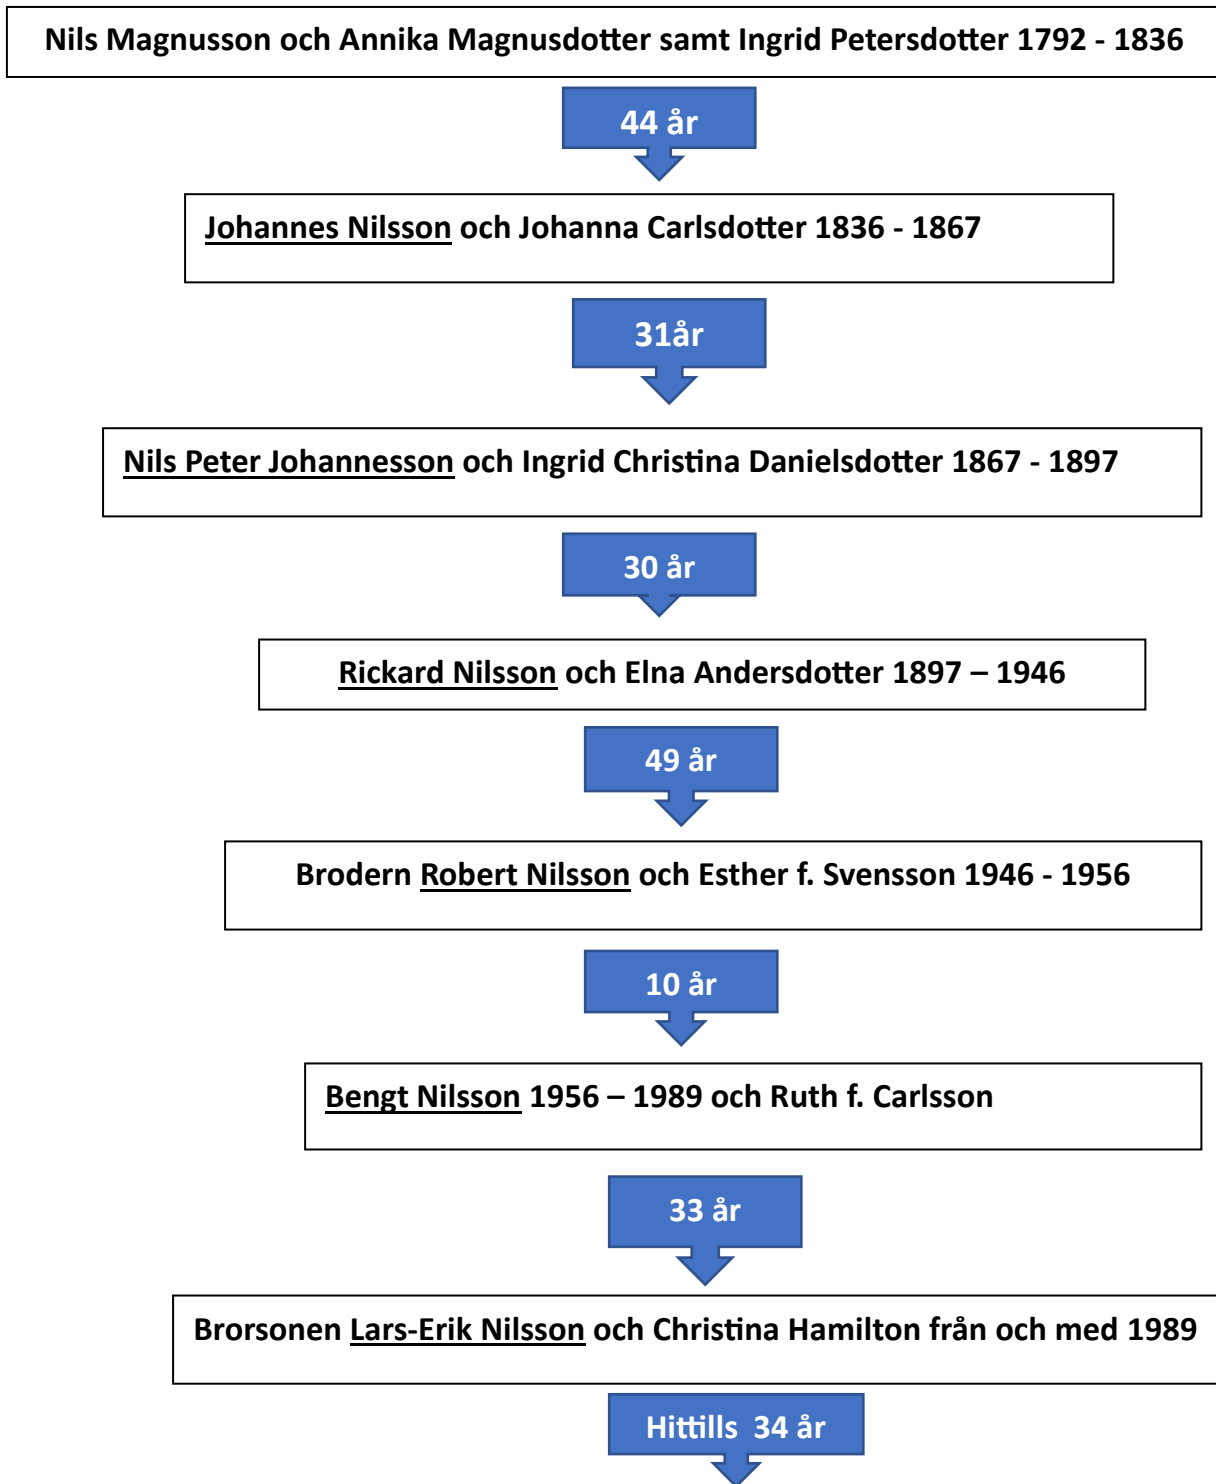 Nils Magnusson och Annika Magnusdotter samt Ingrid Petersdotter 1792 - 1836
44 år
Johannes Nilsson och Johanna Carlsdotter 1836 - 1867
31år
Nils Peter Johannesson och Ingrid Christina Danielsdotter 1867 - 1897
30 år
Rickard Nilsson och Elna Andersdotter 1897 – 1946
49 år
Brodern Robert Nilsson och Esther f. Svensson 1946 - 1956
10 år
Bengt Nilsson 1956 – 1989 och Ruth f. Carlsson
33 år
Brorsonen Lars-Erik Nilsson och Christina Hamilton från och med 1989
Hittills  34 år